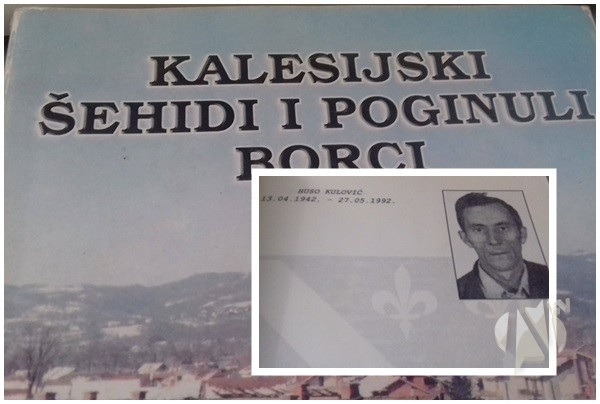 KALESIJSKI
ŠEHIDI I POGINULI
BORCI
HUSO KULOVIĆ
13.04.1942. - 27.05.1992.